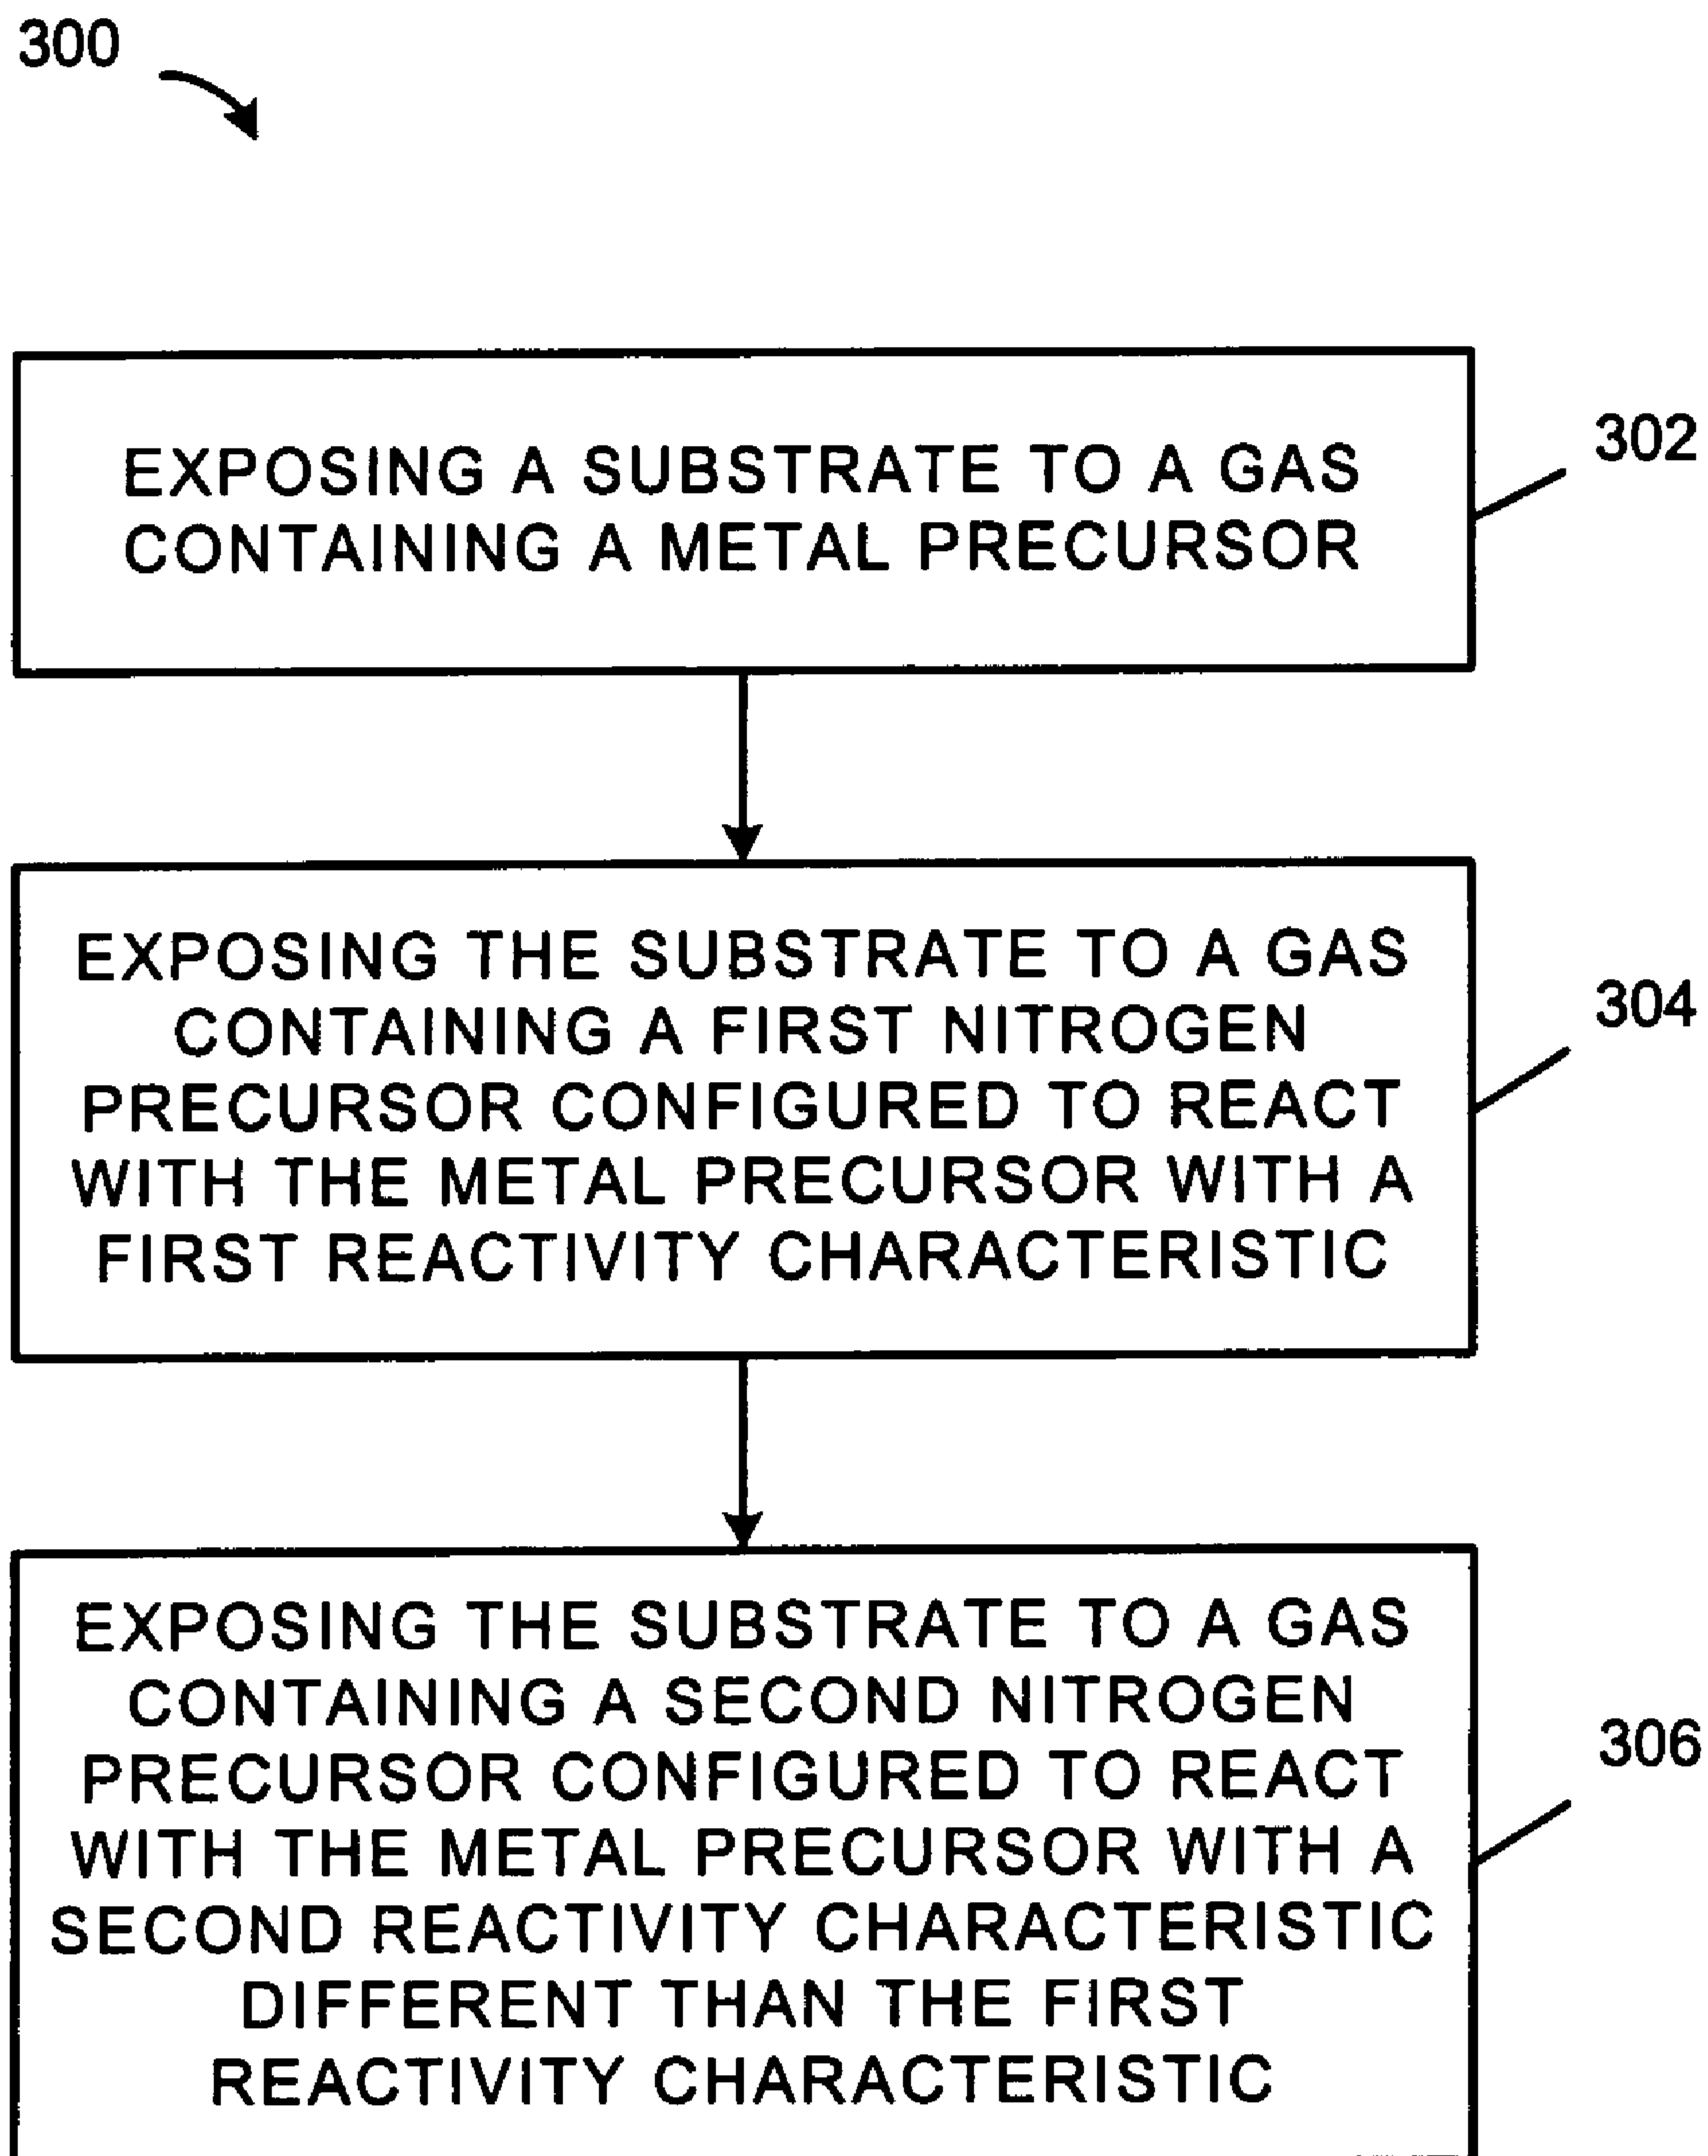 300
EXPOSING A SUBSTRATE TO A GAS
CONTAINING A METAL PRECURSOR
302
EXPOSING THE SUBSTRATE TO A GAS
CONTAINING A FIRST NITROGEN
PRECURSOR CONFIGURED TO REACT
WITH THE METAL PRECURSOR WITH A
FIRST REACTIVITY CHARACTERISTIC
304
EXPOSING THE SUBSTRATE TO A GAS
CONTAINING A SECOND NITROGEN
PRECURSOR CONFIGURED TO REACT
WITH THE METAL PRECURSOR WITH A
SECOND REACTIVITY CHARACTERISTIC
DIFFERENT THAN THE FIRST
REACTIVITY CHARACTERISTIC
306